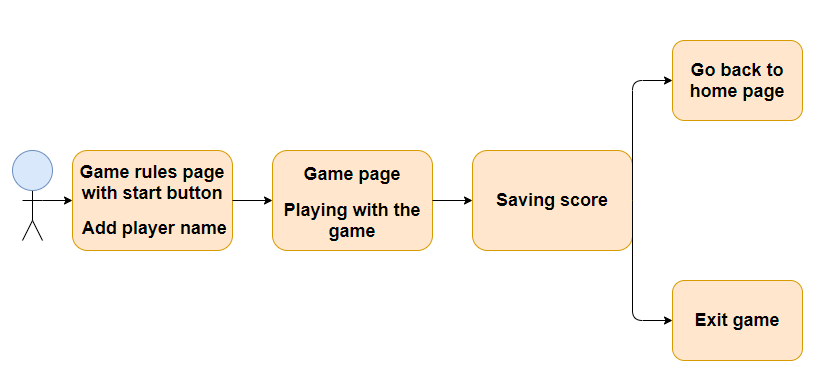 Game rules page
with start button
Add player name
Game page
Playing with the
game
Saving score
Go back to
home page
Exit game